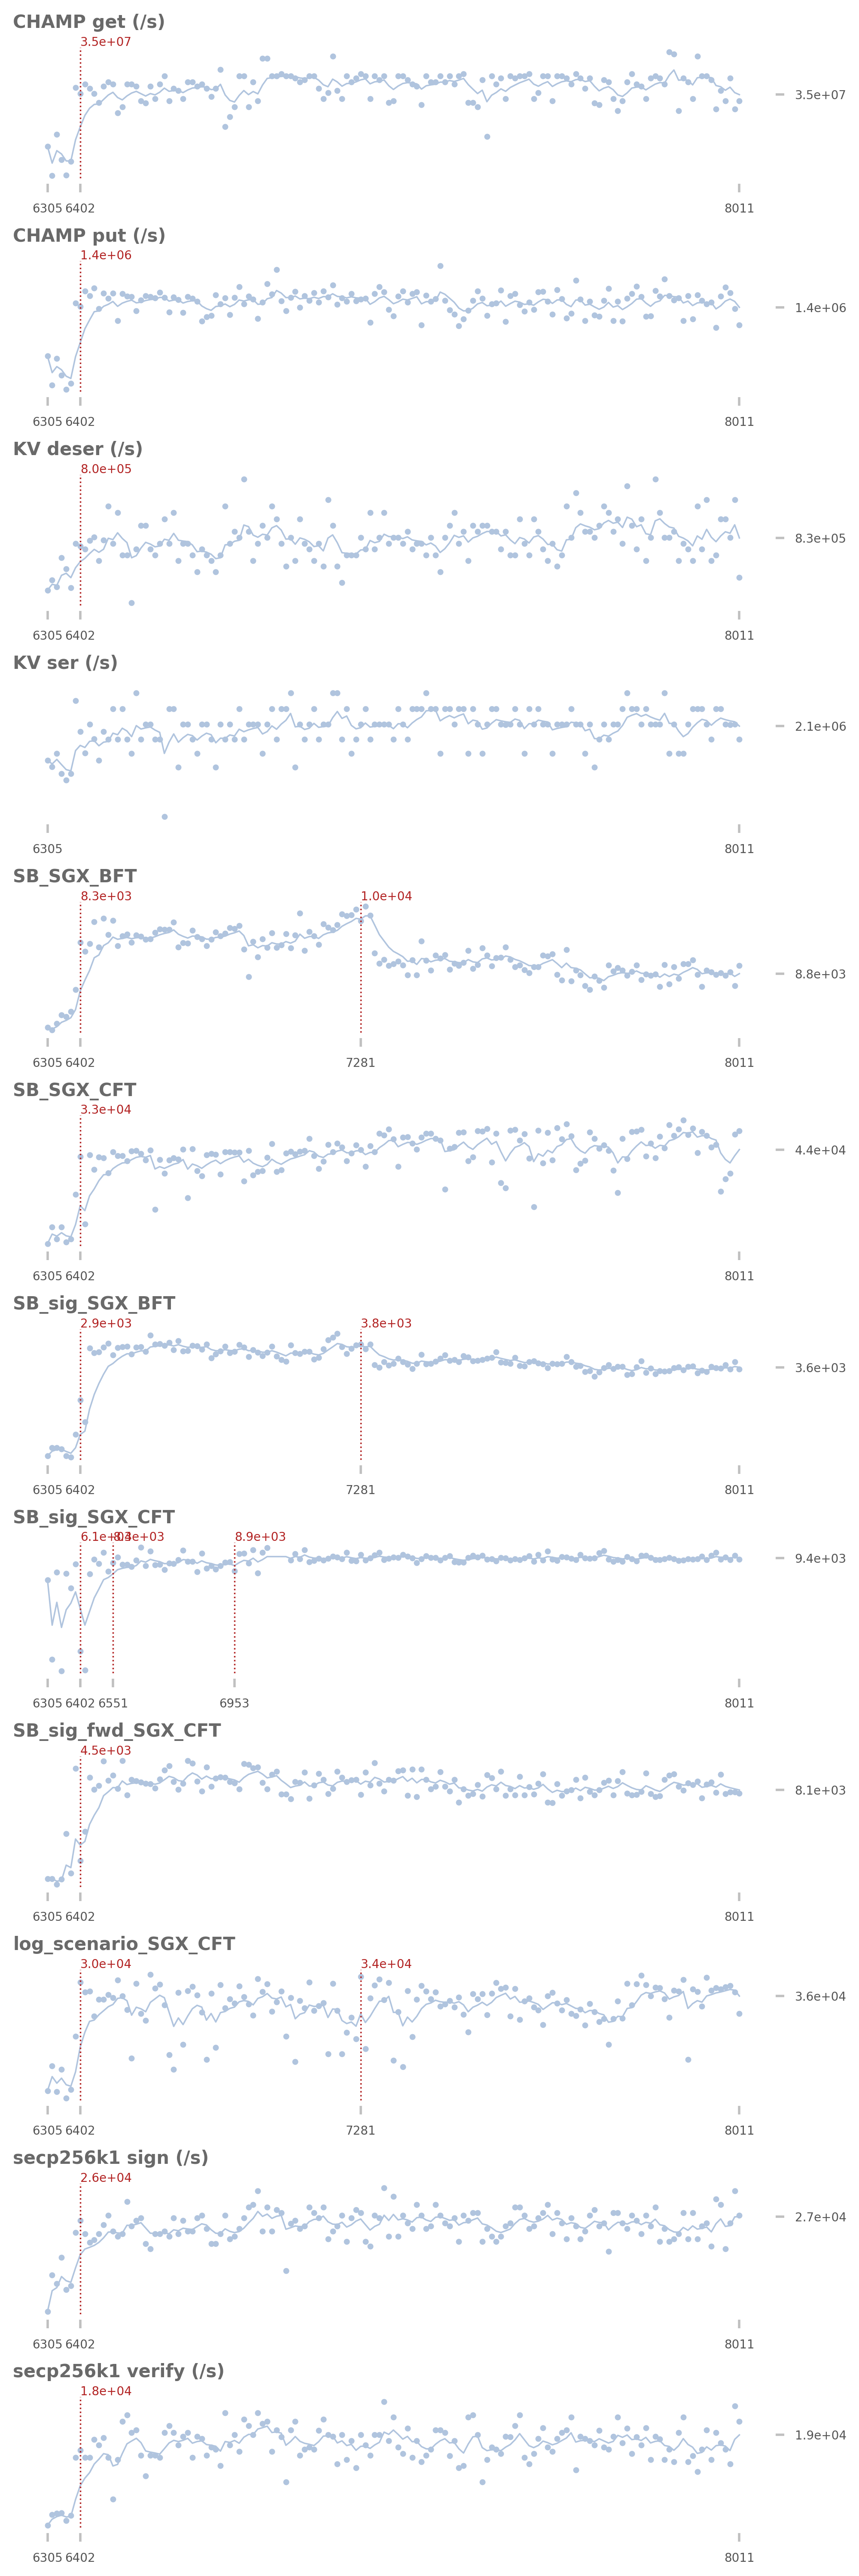 CHAMP get (/s)
3.5e+07
3.5e+07
6305 6402 8011
CHAMP put (/s)
1.4e+06
1.4e+06
6305 6402 8011
KV deser (/s)
8.0e+05
8.3e+05
6305 6402 8011
KV ser (/s)
2.1e+06
6305 8011
SB_SGX_BFT
8.3e+03 1.0e+04
8.8e+03
6305 6402 7281 8011
SB_SGX_CFT
3.3e+04
4.4e+04
6305 6402 8011
SB_sig_SGX_BFT
2.9e+03 3.8e+03
3.6e+03
6305 6402 7281 8011
SB_sig_SGX_CFT
8.9e+03
9.4e+03
6305 6402 6551 6953 8011
SB_sig_fwd_SGX_CFT
4.5e+03
8.1e+03
6305 6402 8011
log_scenario_SGX_CFT
3.0e+04 3.4e+04
3.6e+04
6305 6402 7281 8011
secp256k1 sign (/s)
2.6e+04
2.7e+04
6305 6402 8011
secp256k1 verify (/s)
1.8e+04
1.9e+04
6305 6402 8011